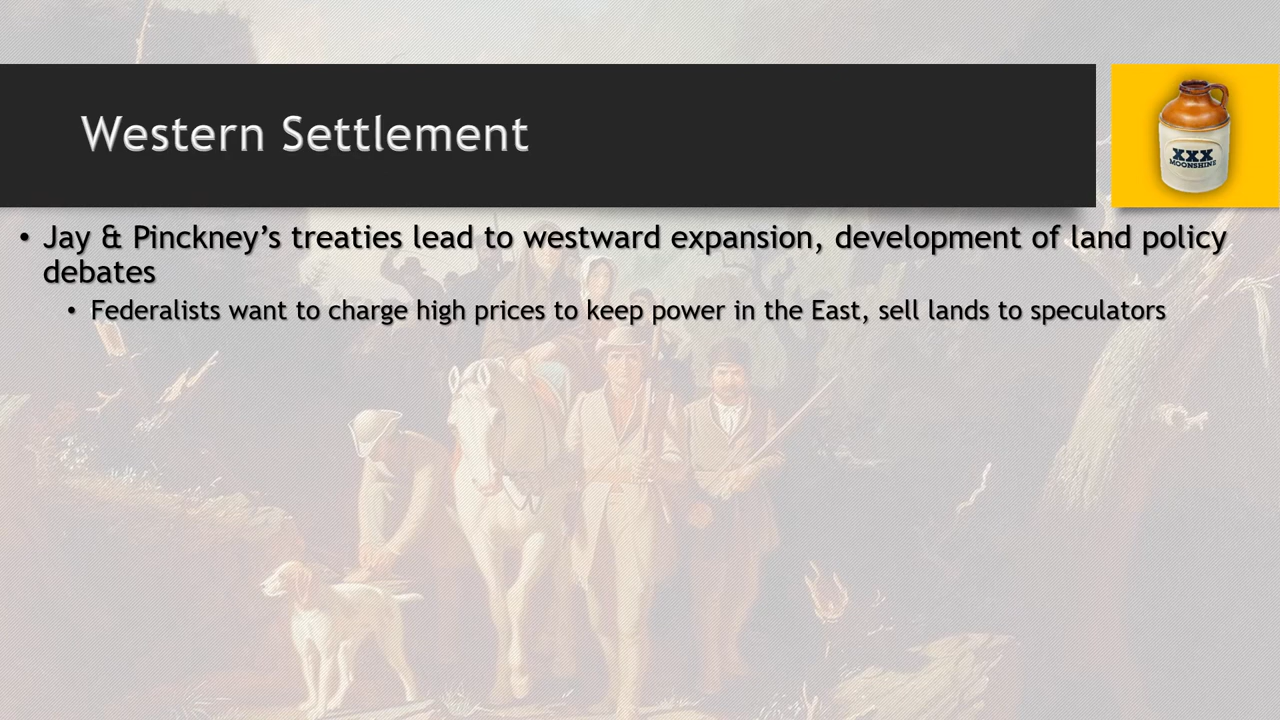 Western Settlement
XXX
MOONSHINE
• Jay & Pinckney’s treaties lead to westward expansion, development of land policy
debates
• Federalists want to charge high prices to keep power in the East, sell lands to speculators